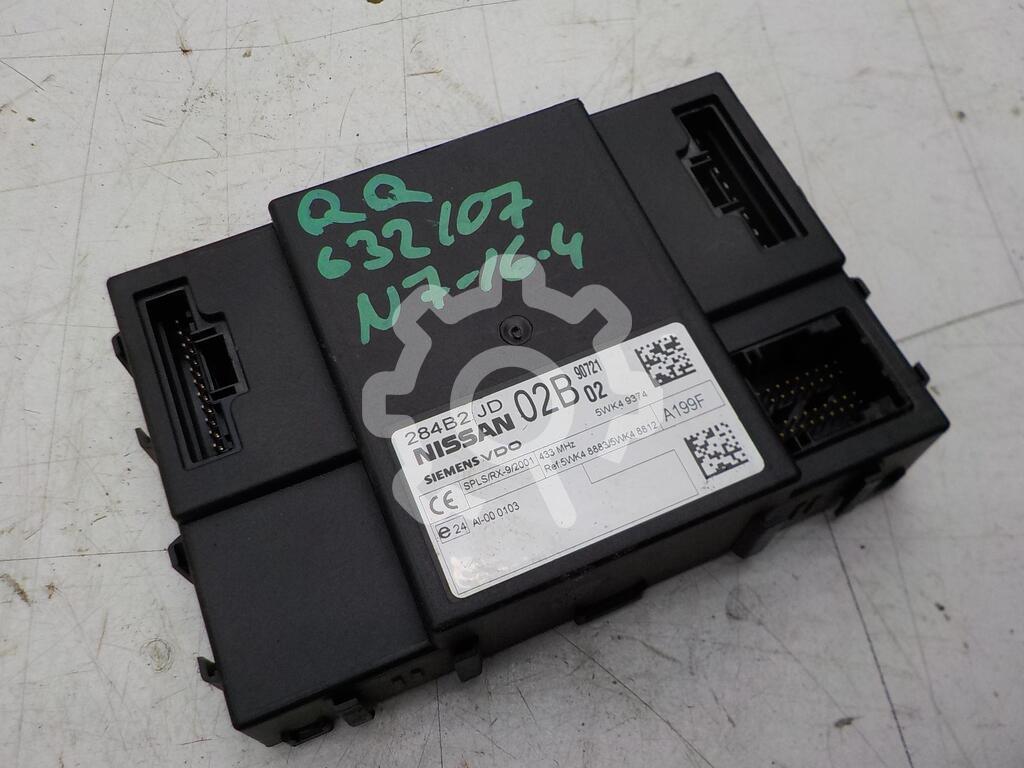 QQ
632107
N7-16.4
284B2 JD
NISSAN 02B 90721
02
SIEMENS VDO
5WK4 9374
CE SPLS/RX-9/2001 433 MHz
Ref 5WK4 8883/5WK4 8812 A199F
e 24 AI-00 0103